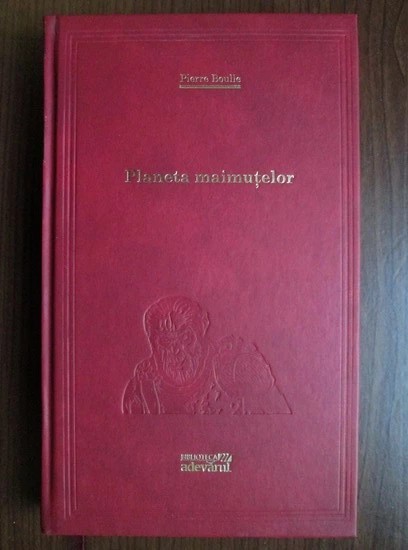 Pierre Boulle
Planeta maimuțelor
BIBLIOTECA
adevărul